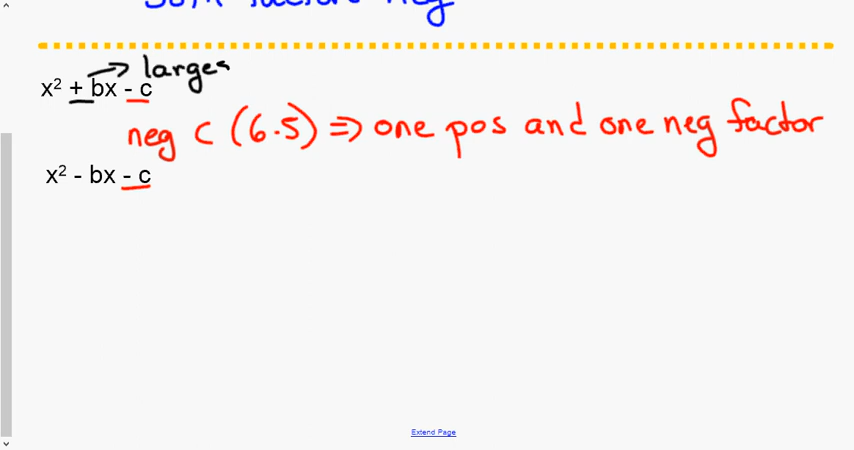 → larges
x² + bx - c
neg c (6.5) ⇒ one pos and one neg factor
x² - bx - c
Extend Page